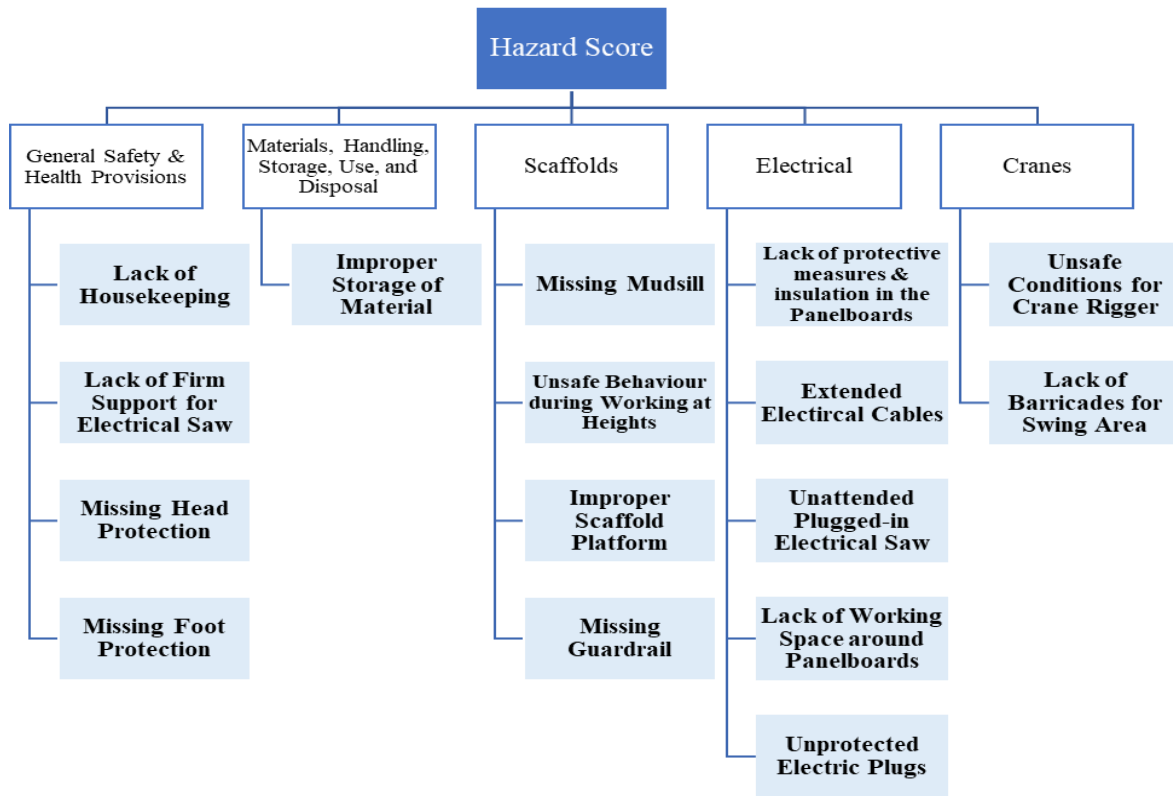 Hazard Score
General Safety &
Health Provisions
Lack of
Housekeeping
Lack of Firm
Support for
Electrical Saw
Missing Head
Protection
Missing Foot
Protection
Materials, Handling,
Storage, Use, and
Disposal
Improper
Storage of
Material
Scaffolds
Missing Mudsill
Unsafe Behaviour
during Working at
Heights
Improper
Scaffold
Platform
Missing
Guardrail
Electrical
Lack of protective
measures &
insulation in the
Panelboards
Extended
Electircal Cables
Unattended
Plugged-in
Electrical Saw
Lack of Working
Space around
Panelboards
Unprotected
Electric Plugs
Cranes
Unsafe
Conditions for
Crane Rigger
Lack of
Barricades for
Swing Area